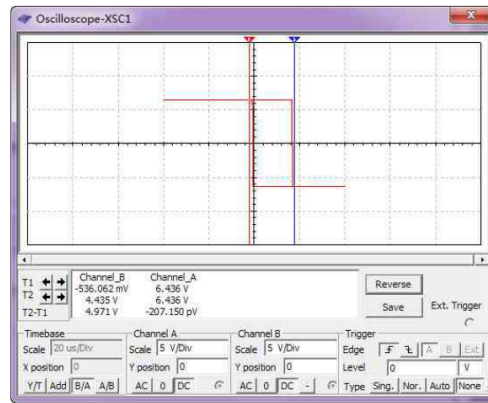 Oscilloscope-XSC1
1
2
T1
T2
T2-T1
Channel_B Channel_A
-536.062 mV 6.436 V
4.435 V 6.436 V
4.971 V -207.150 pV
Reverse
Save
Ext. Trigger
Timebase
Scale 20 us/Div
X position 0
Y/T Add B/A A/B
Channel A
Scale 5 V/Div
Y position 0
AC 0 DC
Channel B
Scale 5 V/Div
Y position 0
AC 0 DC -
Trigger
Edge A B Ext
Level 0 V
Type Sing. Nor. Auto None